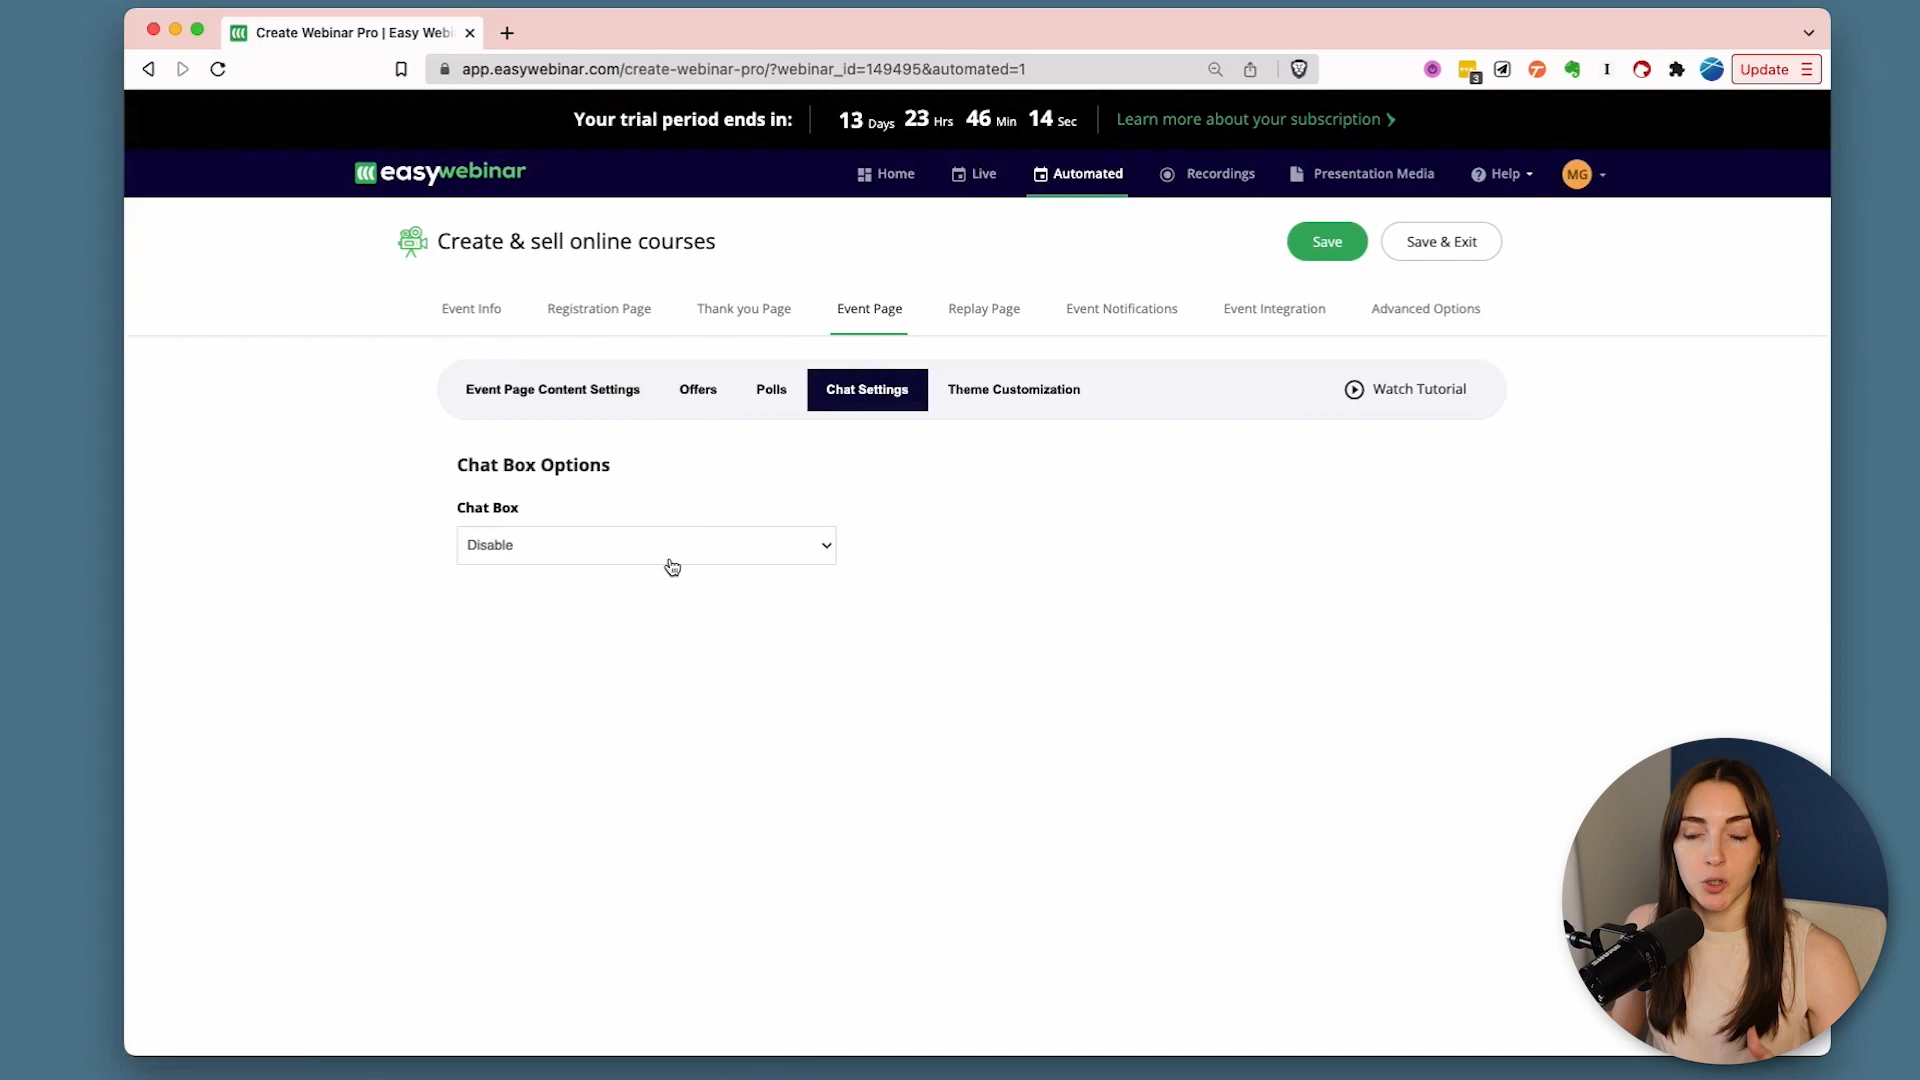 Create Webinar Pro | Easy Webi
app.easywebinar.com/create-webinar-pro/?webinar_id=149495&automated=1
3
I
Update
Your trial period ends in:
13 Days 23 Hrs 46 Min 14 Sec
Learn more about your subscription
easywebinar
Home
Live
Automated
Recordings
Presentation Media
Help
MG
Create & sell online courses
Save
Save & Exit
Event Info
Registration Page
Thank you Page
Event Page
Replay Page
Event Notifications
Event Integration
Advanced Options
Event Page Content Settings
Offers
Polls
Chat Settings
Theme Customization
Watch Tutorial
Chat Box Options
Chat Box
Disable